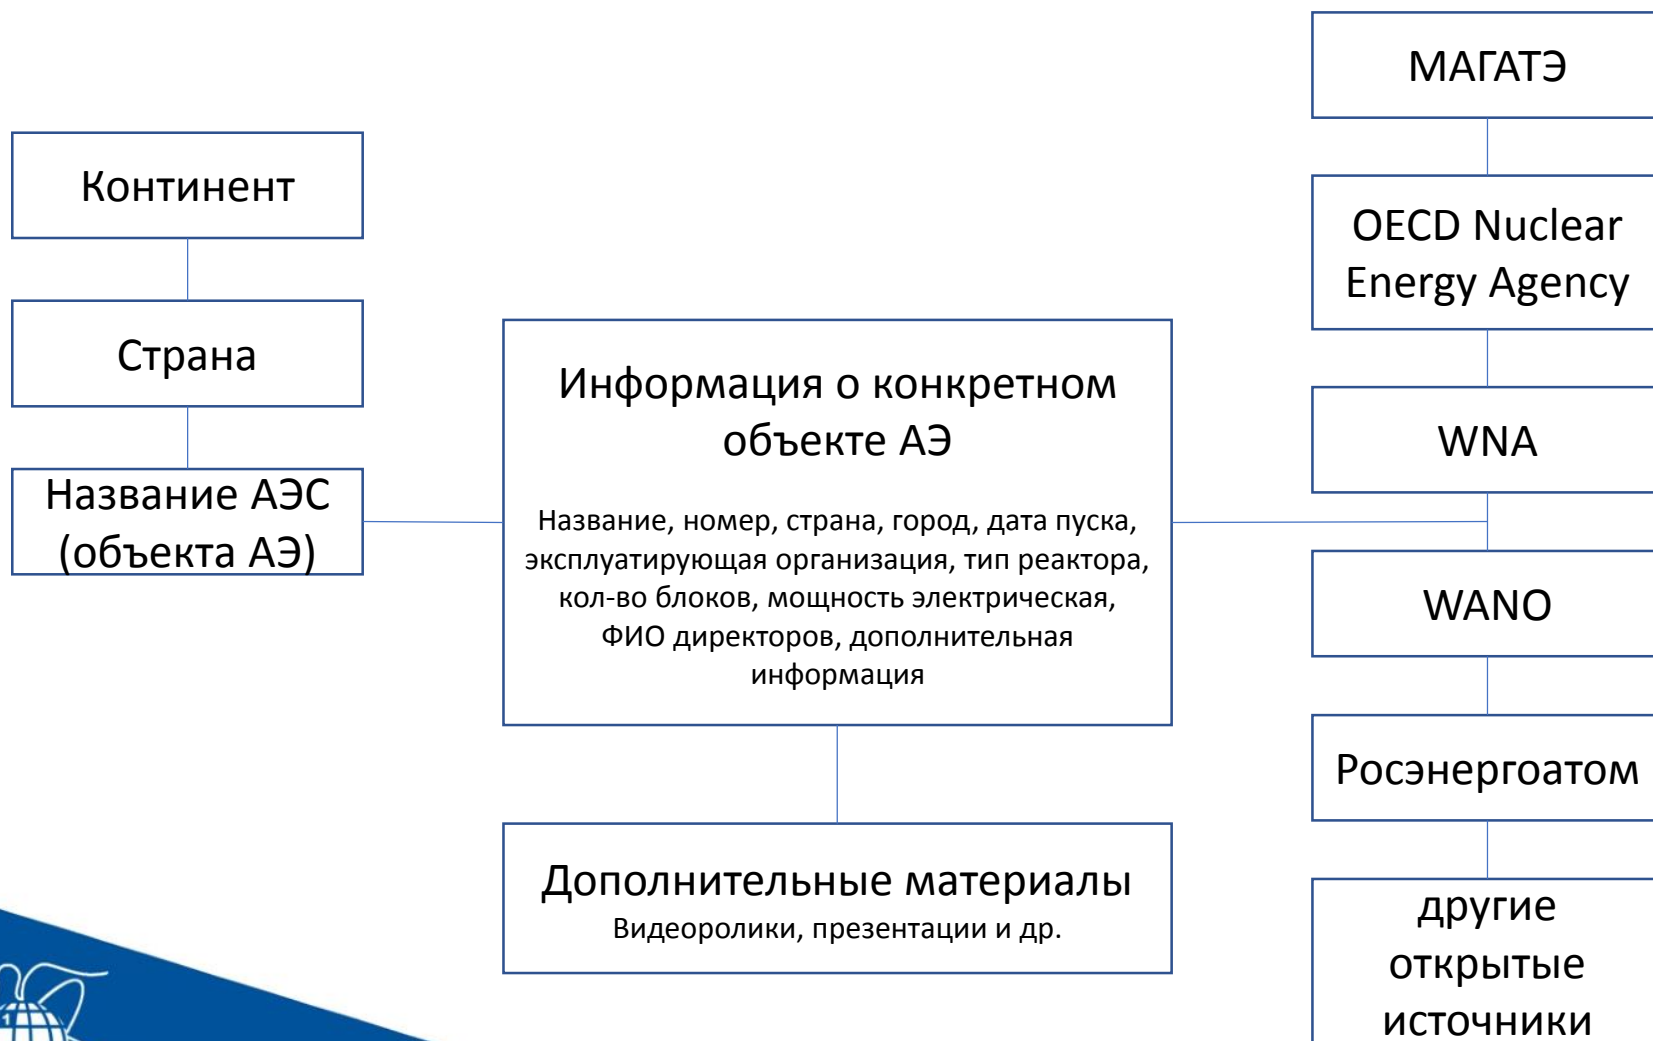 Континент
Страна
Название АЭС
(объекта АЭ)
Информация о конкретном
объекте АЭ
Название, номер, страна, город, дата пуска,
эксплуатирующая организация, тип реактора,
кол-во блоков, мощность электрическая,
ФИО директоров, дополнительная
информация
Дополнительные материалы
Видеоролики, презентации и др.
МАГАТЭ
OECD Nuclear
Energy Agency
WNA
WANO
Росэнергоатом
другие
открытые
источники
1